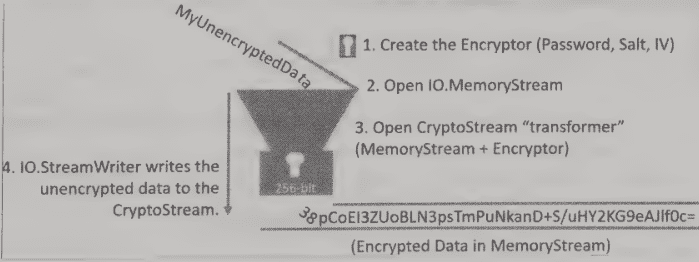 MyUnencryptedData
1. Create the Encryptor (Password, Salt, IV)
2. Open IO.MemoryStream
3. Open CryptoStream “transformer”
(MemoryStream + Encryptor)
4. IO.StreamWriter writes the
unencrypted data to the
CryptoStream.
256-bit
38pCoEI3ZUoBLN3psTmPuNkanD+S/uHY2KG9eAJlf0c=
(Encrypted Data in MemoryStream)